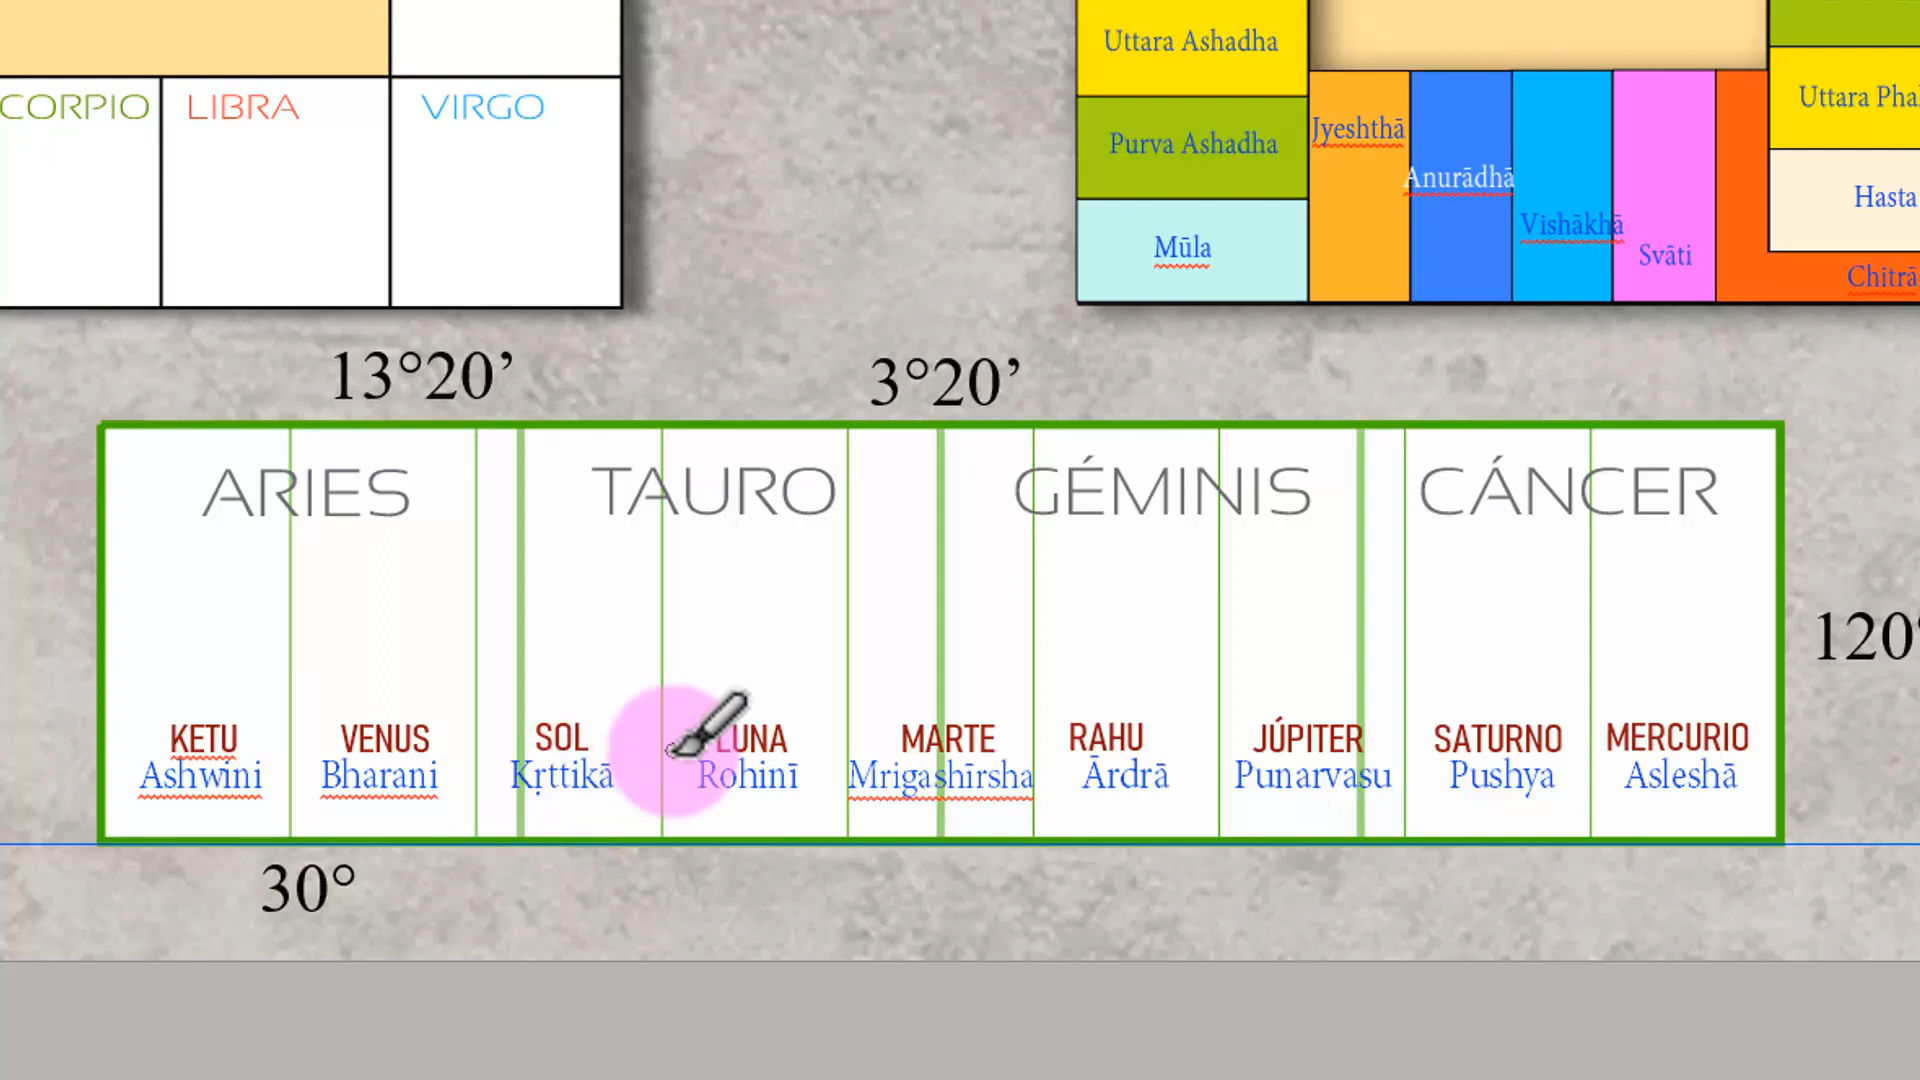 CORPIO
LIBRA
VIRGO
Uttara Ashadha
Purva Ashadha
Mūla
Jyeshthā
Anurādhā
Vishākhā
Svāti
Uttara Phal
Hasta
Chitrā
13°20’
3°20’
ARIES
TAURO
GÉMINIS
CÁNCER
120°
KETU
Ashwini
VENUS
Bharani
SOL
Kṛttikā
LUNA
Rohinī
MARTE
Mrigashīrsha
RAHU
Ārdrā
JÚPITER
Punarvasu
SATURNO
Pushya
MERCURIO
Asleshā
30°